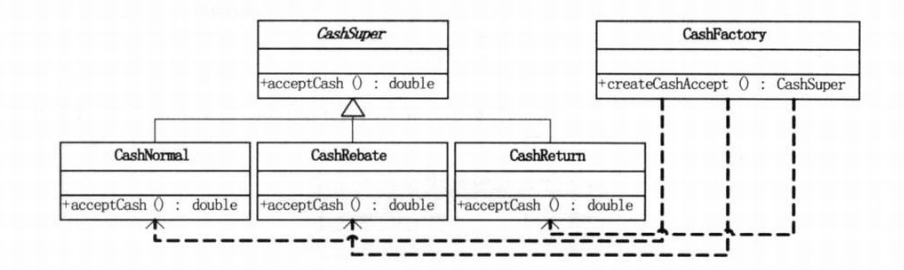 CashSuper
+acceptCash () : double
CashFactory
+createCashAccept () : CashSuper
CashNormal
+acceptCash () : double
CashRebate
+acceptCash () : double
CashReturn
+acceptCash () : double